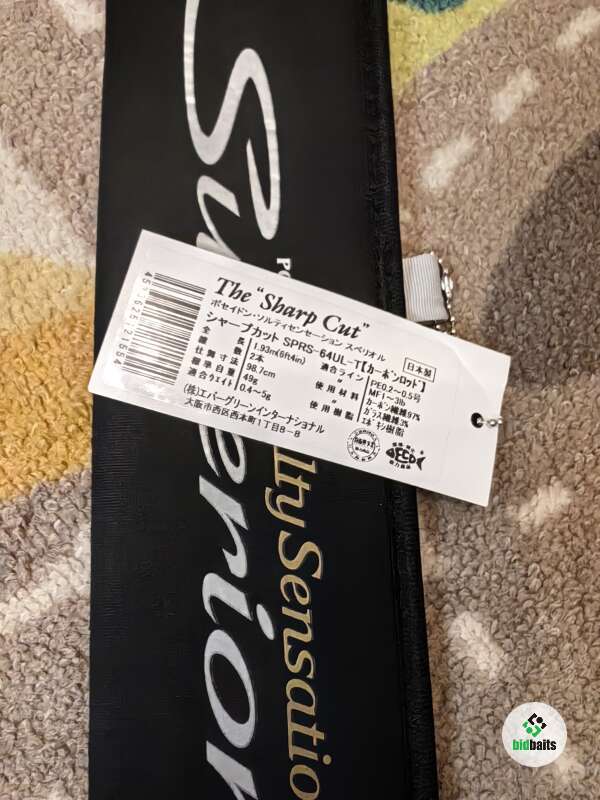 Superior
PO
ltySensatio
The "Sharp Cut"
ポセイドン・ソルティセンセーション スペリオル
シャープカット SPRS-64UL-T【カーボンロッド】
日本製
全長 1.93m(6ft4in)
継数 2本
仕舞寸法 98.7cm
標準自重 49g
適合ウエイト 0.4~5g
適合ライン PE0.2~0.5号
〃 MF1~3lb
使用材料 カーボン繊維97%
〃 ガラス繊維3%
使用樹脂 エポキシ樹脂
(株)エバーグリーンインターナショナル
大阪市西区西本町1丁目8-8
bidbaits